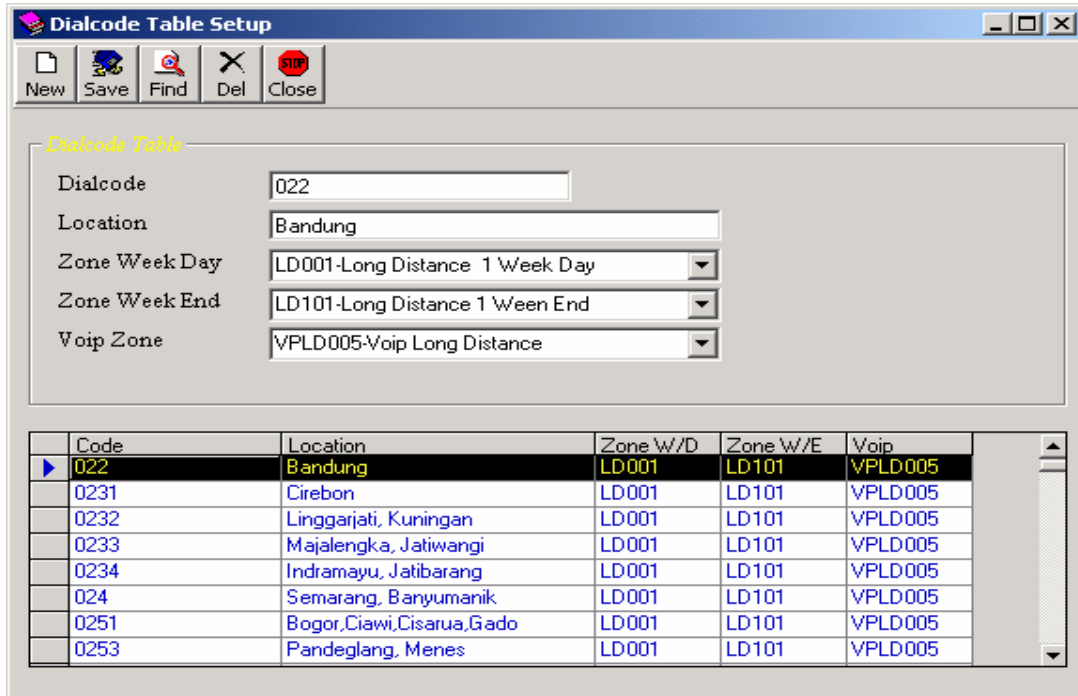 Dialcode Table Setup
New Save Find Del Close
Dialcode Table
Dialcode 022
Location Bandung
Zone Week Day LD001-Long Distance  1 Week Day
Zone Week End LD101-Long Distance 1 Ween End
Voip Zone VPLD005-Voip Long Distance
Code Location Zone W/D Zone W/E Voip
022 Bandung LD001 LD101 VPLD005
0231 Cirebon LD001 LD101 VPLD005
0232 Linggarjati, Kuningan LD001 LD101 VPLD005
0233 Majalengka, Jatiwangi LD001 LD101 VPLD005
0234 Indramayu, Jatibarang LD001 LD101 VPLD005
024 Semarang, Banyumanik LD001 LD101 VPLD005
0251 Bogor,Ciawi,Cisarua,Gado LD001 LD101 VPLD005
0253 Pandeglang, Menes LD001 LD101 VPLD005